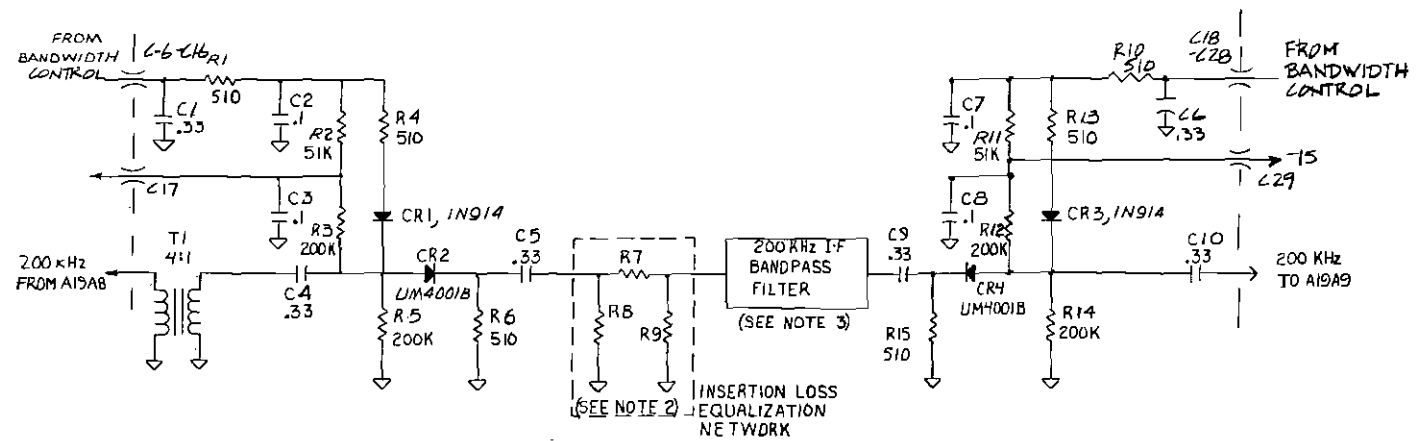 FROM
BANDWIDTH
CONTROL
C-6-C16
R1
510
C1
.33
C2
.1
R2
51K
R4
510
C17
C3
.1
R3
200K
CR1, 1N914
T1
4:1
200 KHz
FROM A19A8
C4
.33
CR2
UM4001B
R5
200K
R6
510
C5
.33
R7
R8
R9
(SEE NOTE 2)
INSERTION LOSS
EQUALIZATION
NETWORK
200 KHz I-F
BANDPASS
FILTER
(SEE NOTE 3)
C9
.33
R15
510
CR4
UM4001B
C7
.1
R11
51K
C8
.1
R12
200K
R10
510
R13
510
C6
.33
C18
-C28
FROM
BANDWIDTH
CONTROL
-15
C29
CR3, 1N914
C10
.33
R14
200K
200 KHz
TO A19A9